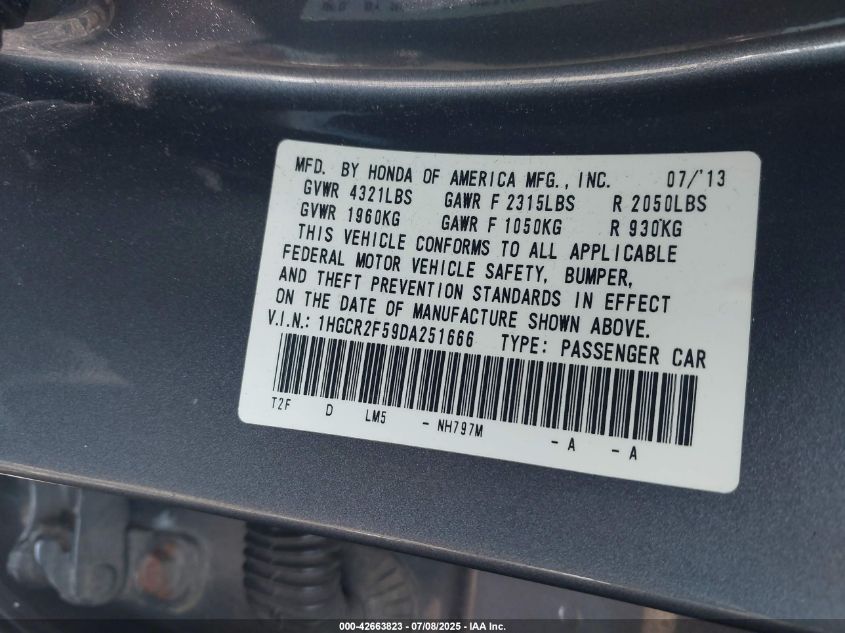 MFD. BY HONDA OF AMERICA MFG., INC. 07/'13
GVWR 4321LBS GAWR F 2315LBS R 2050LBS
GVWR 1960KG GAWR F 1050KG R 930KG
THIS VEHICLE CONFORMS TO ALL APPLICABLE
FEDERAL MOTOR VEHICLE SAFETY, BUMPER,
AND THEFT PREVENTION STANDARDS IN EFFECT
ON THE DATE OF MANUFACTURE SHOWN ABOVE.
V.I.N.: 1HGCR2F59DA251666 TYPE: PASSENGER CAR
T2F D LM5 - NH797M - A - A
000-42663823 - 07/08/2025 - IAA Inc.